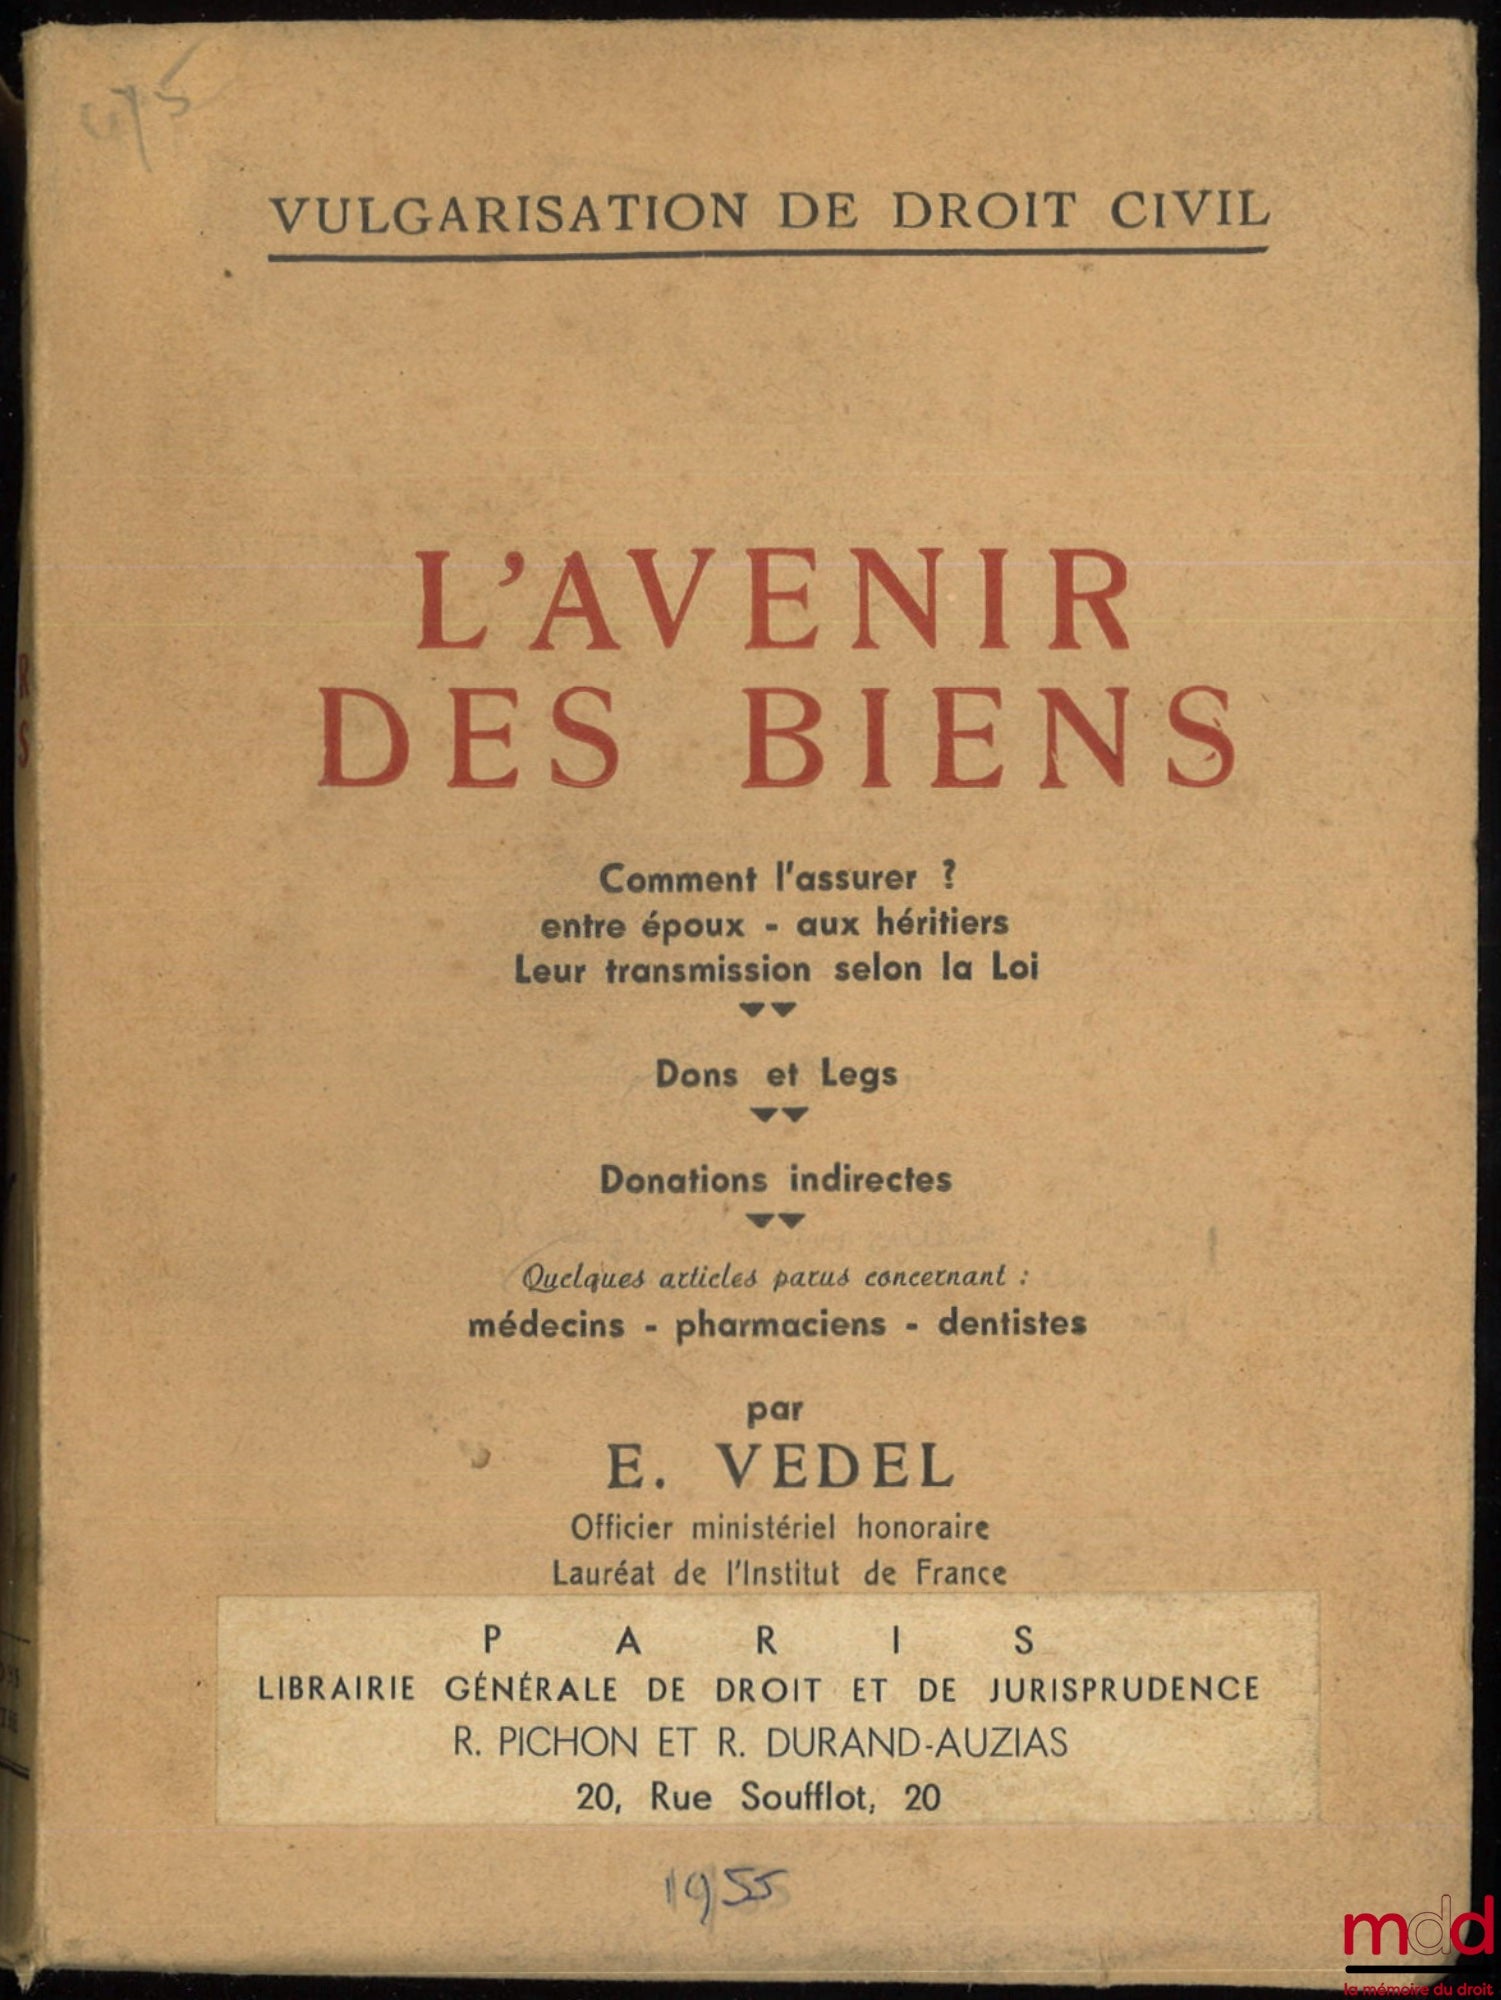 475
VULGARISATION DE DROIT CIVIL
L'AVENIR
DES BIENS
Comment l'assurer ?
entre époux - aux héritiers
Leur transmission selon la Loi
Dons et Legs
Donations indirectes
Quelques articles parus concernant :
médecins - pharmaciens - dentistes
par
E. VEDEL
Officier ministériel honoraire
Lauréat de l'Institut de France
PARIS
LIBRAIRIE GÉNÉRALE DE DROIT ET DE JURISPRUDENCE
R. PICHON ET R. DURAND-AUZIAS
20, Rue Soufflot, 20
1955
mdd
la mémoire du droit